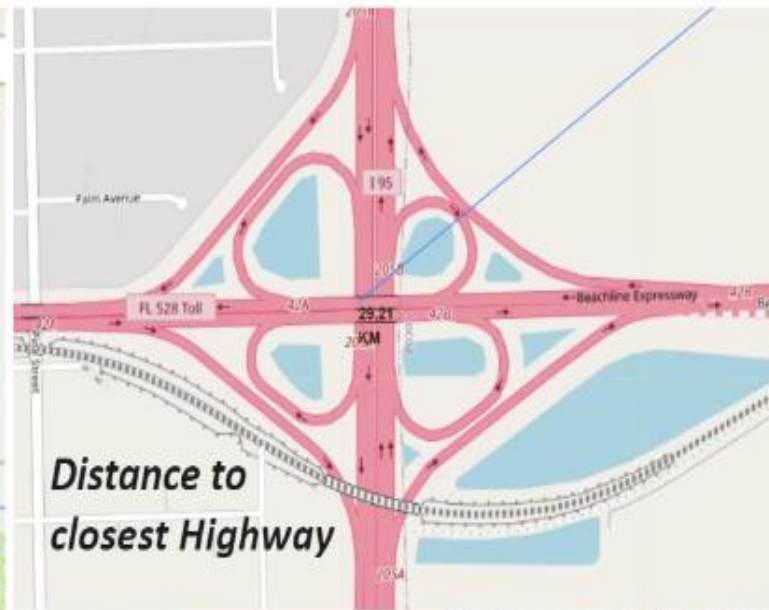 I 95
Palm Avenue
205B
Beachline Expressway
42B
FL 528 Toll
42A
29.21
42B
KM
Distance to
closest Highway
205A